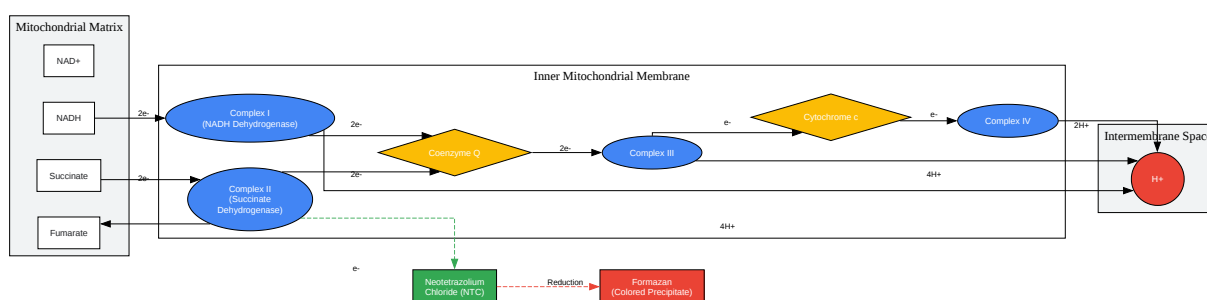 Mitochondrial Matrix
NAD+
NADH
Succinate
Fumarate
2e-
2e-
Inner Mitochondrial Membrane
Complex I
(NADH Dehydrogenase)
Complex II
(Succinate
Dehydrogenase)
2e-
2e-
Coenzyme Q
2e-
Complex III
e-
Cytochrome c
e-
Complex IV
2H+
4H+
4H+
Intermembrane Space
H+
e-
Neotetrazolium
Chloride (NTC)
Reduction
Formazan
(Colored Precipitate)